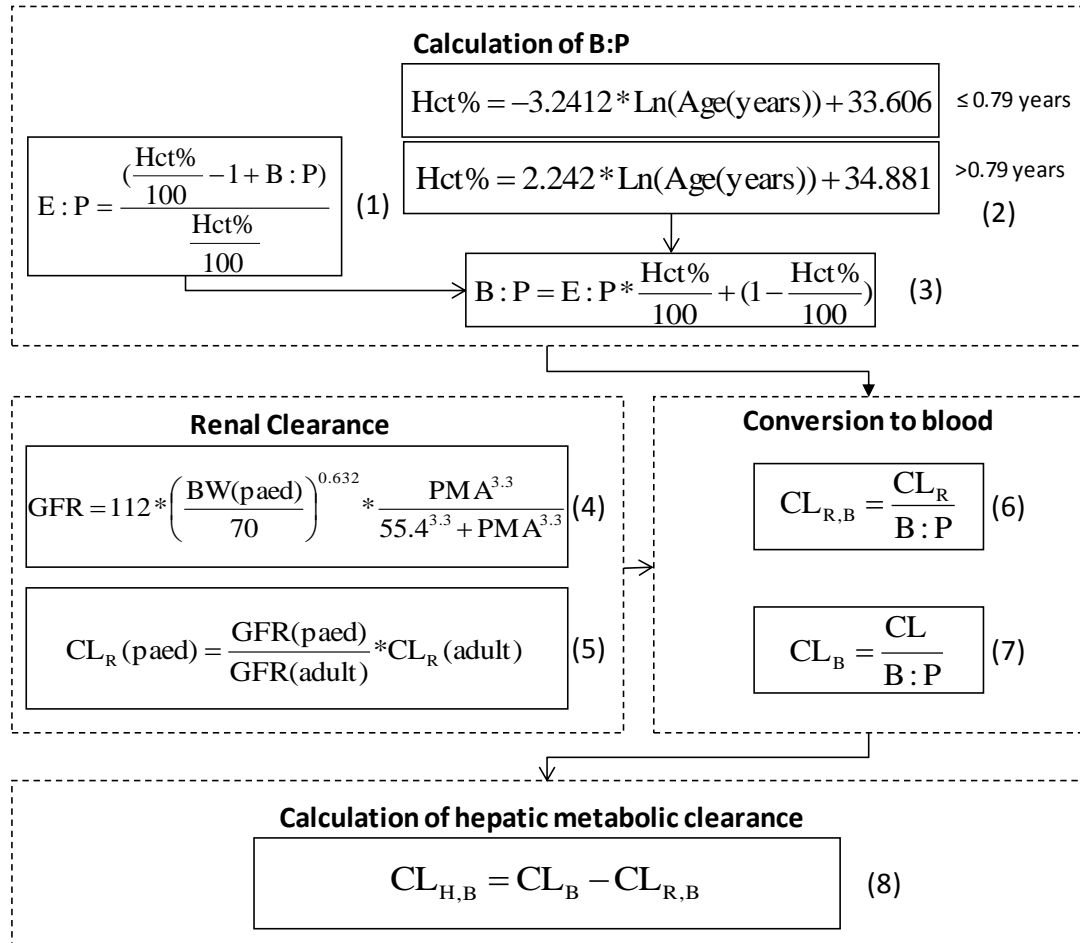 Calculation of B:P
Hct% = −3.2412*Ln(Age(years))+33.606 ≤ 0.79 years
Hct% = 2.242*Ln(Age(years))+34.881 >0.79 years
(2)
E : P = (Hct%/100 −1 + B : P) / Hct%/100 (1)
B : P = E : P * Hct%/100 + (1− Hct%/100) (3)
Renal Clearance
GFR = 112 * (BW(paed)/70)^0.632 * PMA^3.3 / 55.4^3.3 + PMA^3.3 (4)
CL_R (paed) = GFR(paed)/GFR(adult) *CL_R (adult) (5)
Conversion to blood
CL_R,B = CL_R / B : P (6)
CL_B = CL / B : P (7)
Calculation of hepatic metabolic clearance
CL_H,B = CL_B − CL_R,B (8)